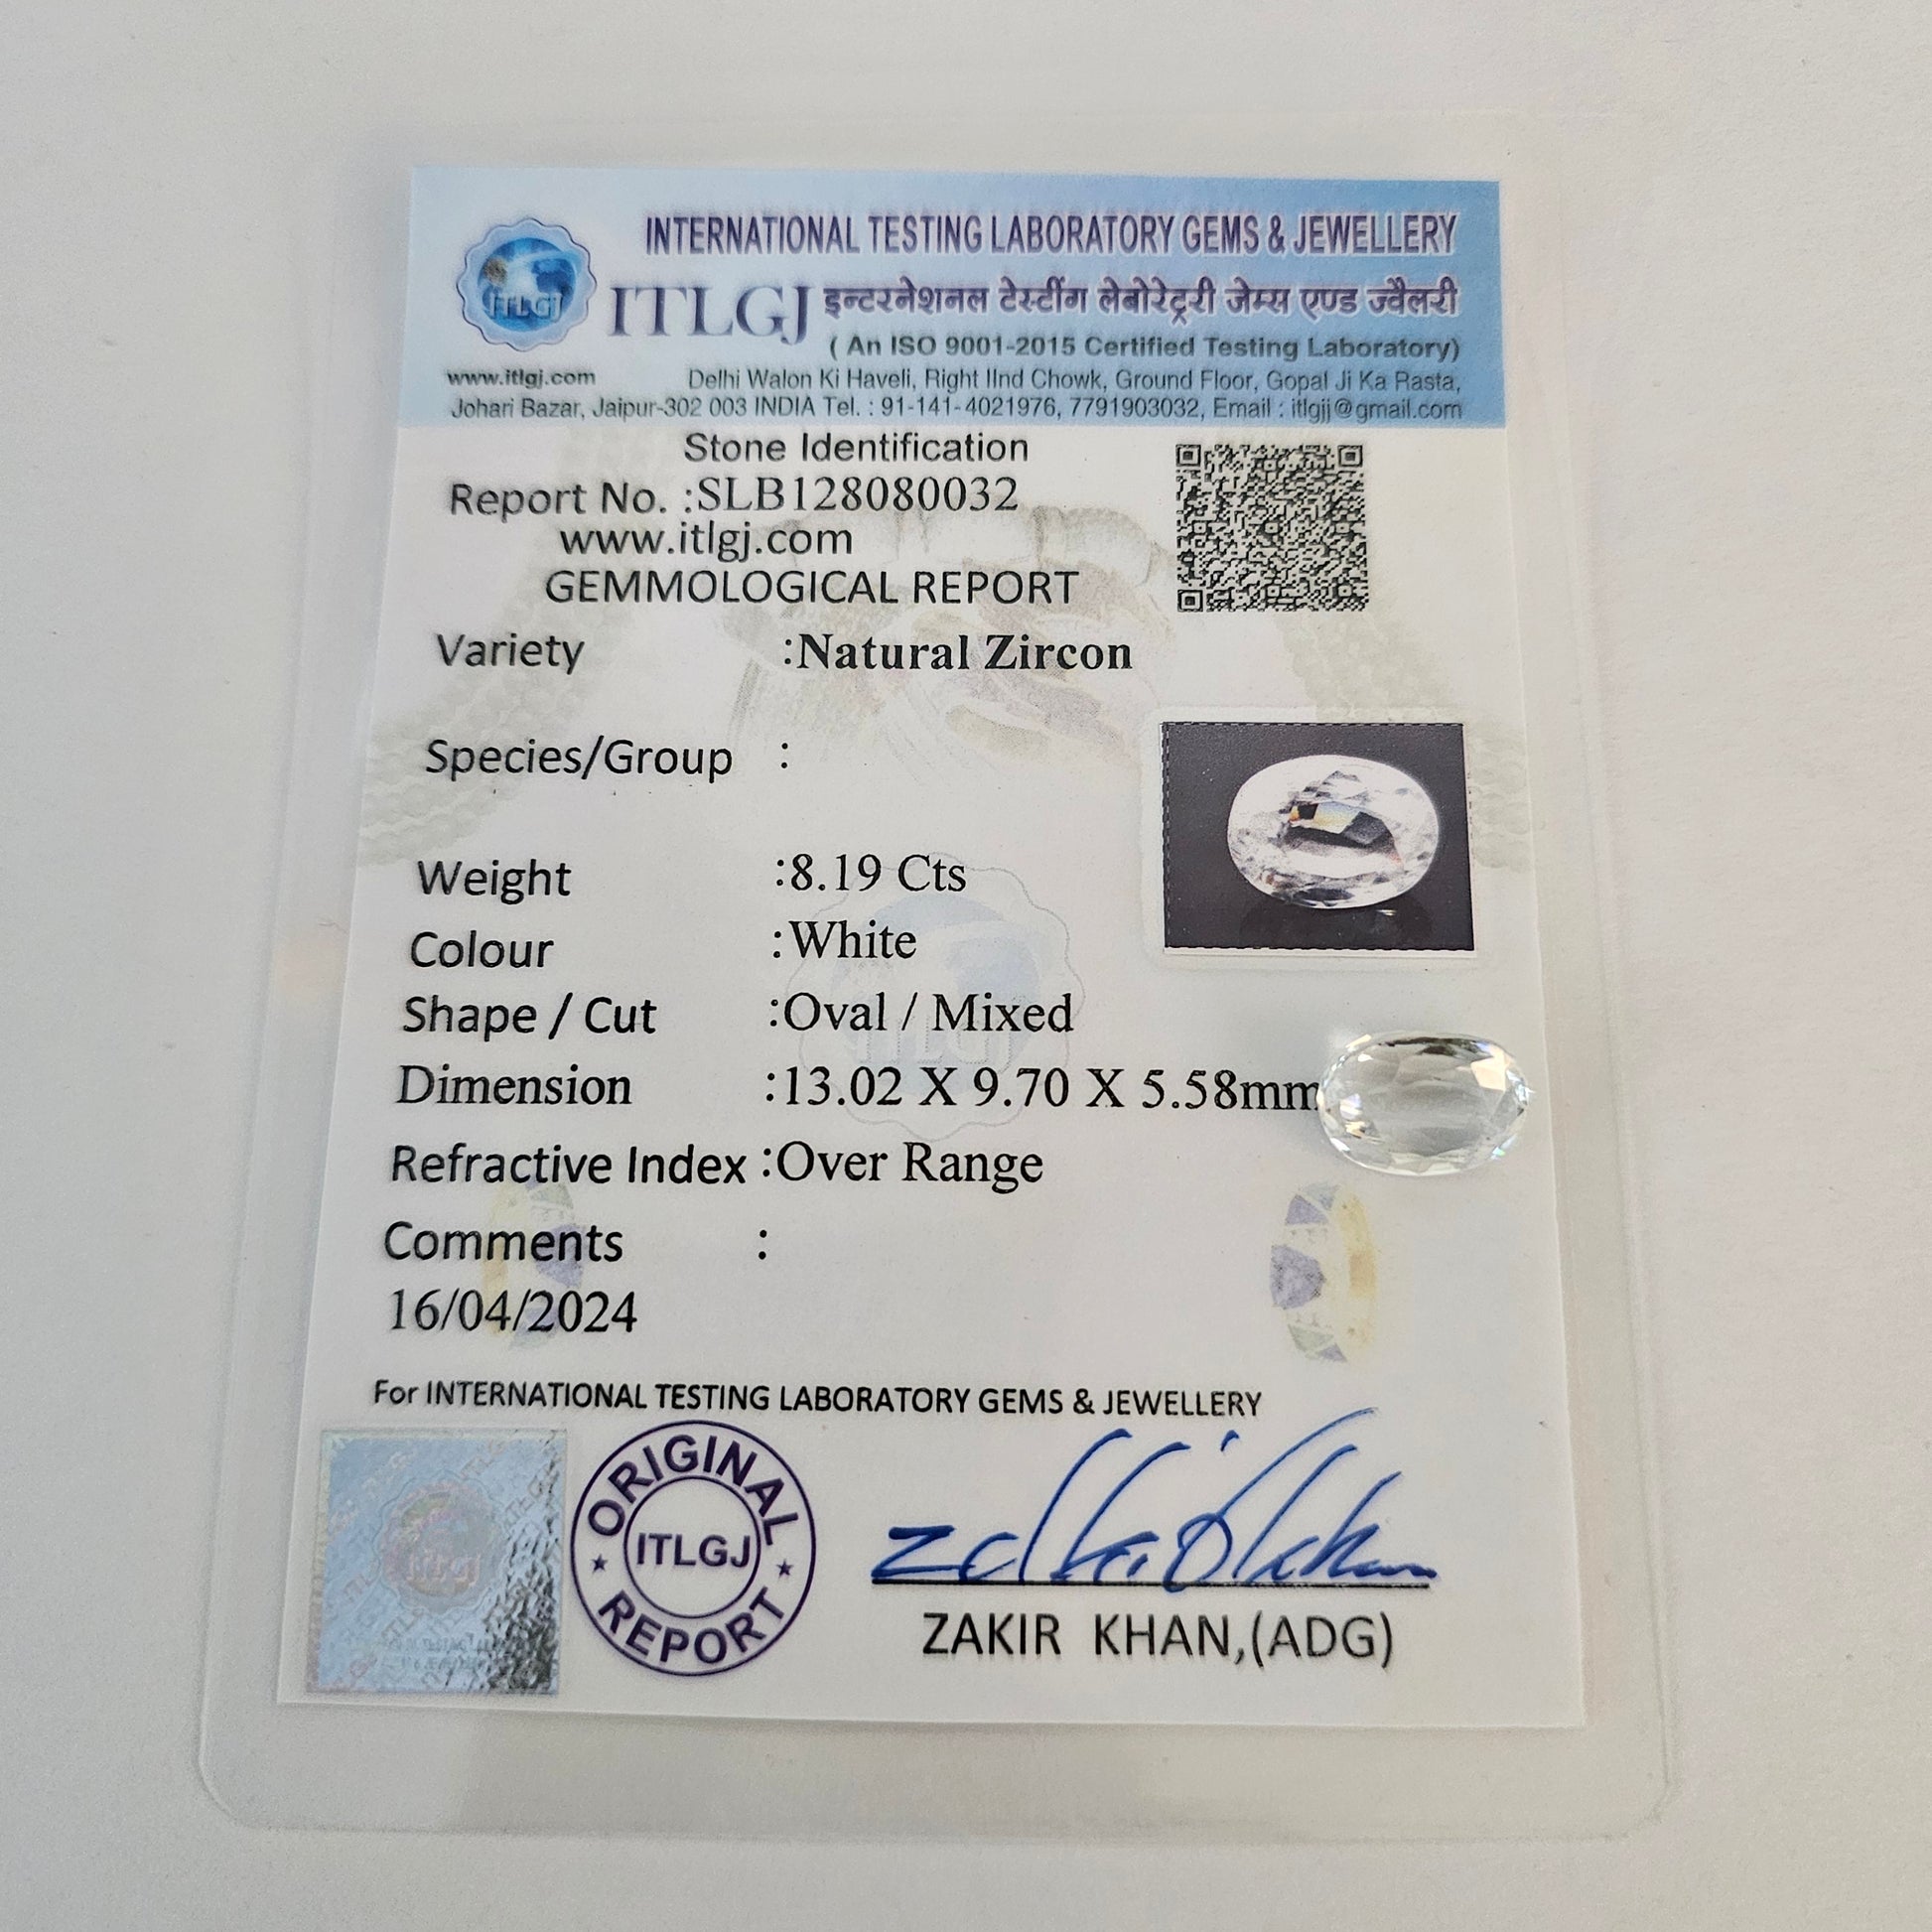 INTERNATIONAL TESTING LABORATORY GEMS & JEWELLERY
ITLGJ
ITLGJ इन्टरनेशनल टेस्टींग लेबोरेट्री जेम्स एण्ड ज्वैलरी
( An ISO 9001-2015 Certified Testing Laboratory)
www.itlgj.com Delhi Walon Ki Haveli, Right IInd Chowk, Ground Floor, Gopal Ji Ka Rasta,
Johari Bazar, Jaipur-302 003 INDIA Tel. : 91-141-4021976, 7791903032, Email : itlgjj@gmail.com
Stone Identification
Report No. :SLB128080032
www.itlgj.com
GEMMOLOGICAL REPORT
Variety :Natural Zircon
Species/Group :
Weight :8.19 Cts
Colour :White
Shape / Cut :Oval / Mixed
Dimension :13.02 X 9.70 X 5.58mm
Refractive Index :Over Range
Comments :
16/04/2024
For INTERNATIONAL TESTING LABORATORY GEMS & JEWELLERY
ORIGINAL
ITLGJ
REPORT
ZAKIR KHAN,(ADG)